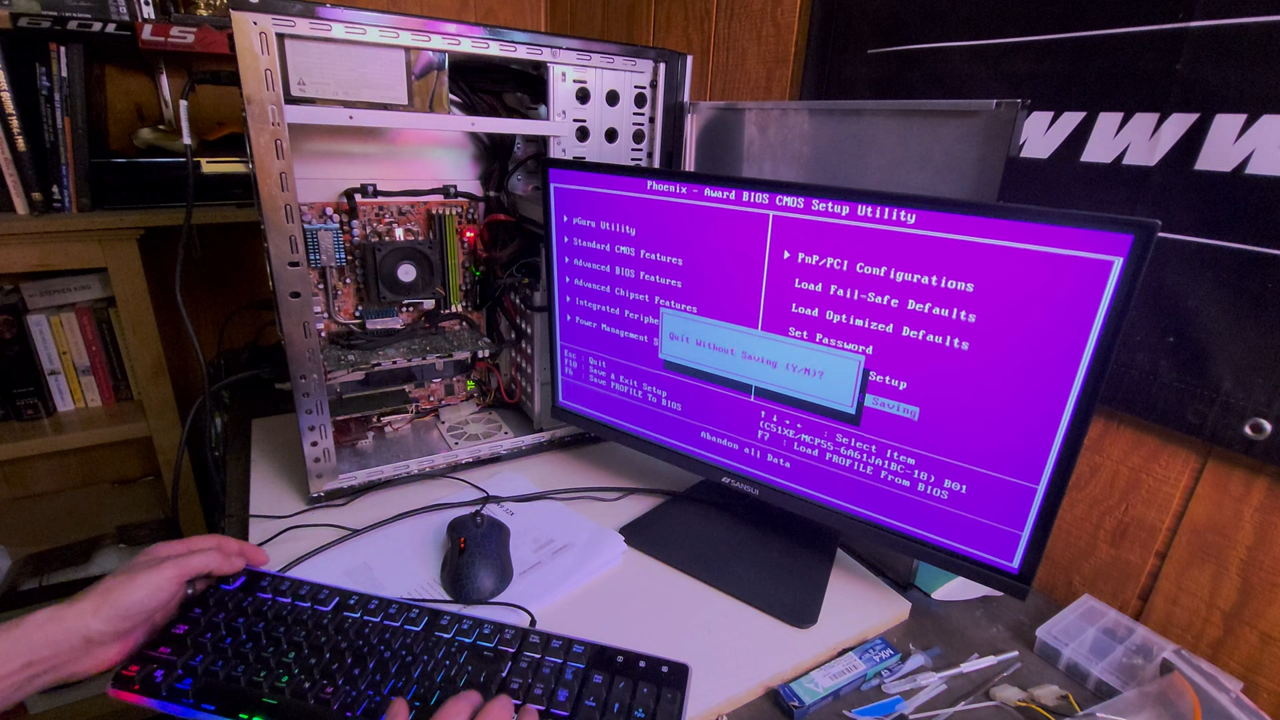 6.0L LS
WWW
STEPHEN KING
Phoenix - Award BIOS CMOS Setup Utility
µGuru Utility
Standard CMOS Features
Advanced BIOS Features
Advanced Chipset Features
Integrated Periphe
Power Management S
PnP/PCI Configurations
Load Fail-Safe Defaults
Load Optimized Defaults
Set Password
Setup
Saving
Quit Without Saving (Y/N)?
Esc : Quit
F10 : Save & Exit Setup
F6 : Save PROFILE To BIOS
↑ ↓ → ← : Select Item
(C51XE/MCP55-6A61JA1BC-18) B01
F7 : Load PROFILE From BIOS
Abandon all Data
SANSUI
MX-4